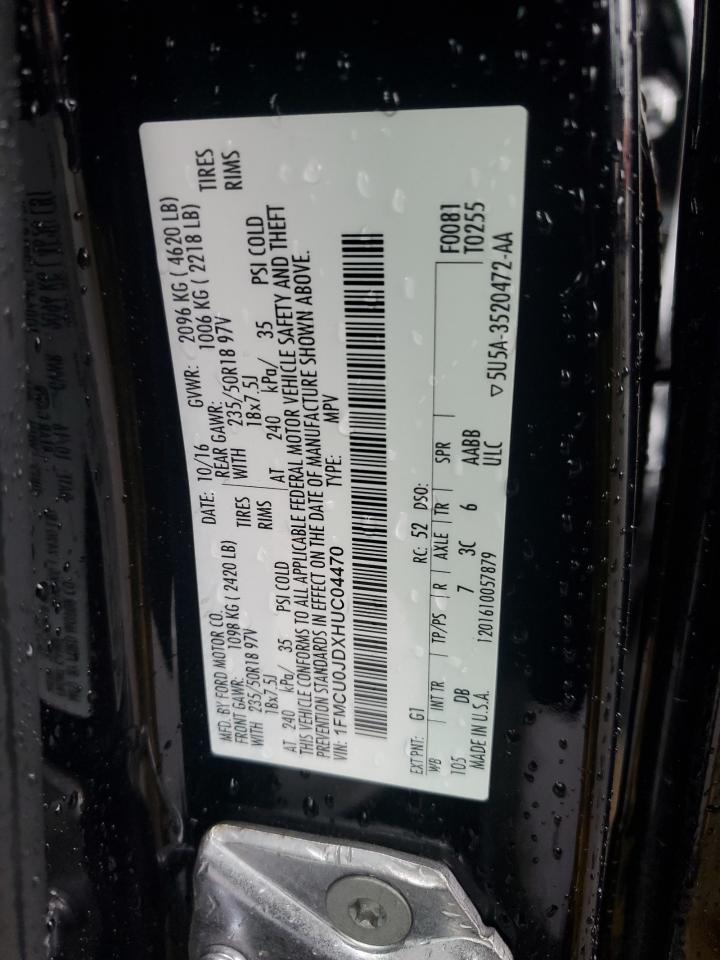 MFD. BY FORD MOTOR CO. DATE: 10/16 GVWR: 2096 KG ( 4620 LB)
FRONT GAWR: 1098 KG ( 2420 LB) REAR GAWR: 1006 KG ( 2218 LB)
WITH 235/50R18 97V TIRES WITH 235/50R18 97V TIRES
18x7.5J RIMS 18x7.5J RIMS
AT 240 kPa/ 35 PSI COLD AT 240 kPa/ 35 PSI COLD
THIS VEHICLE CONFORMS TO ALL APPLICABLE FEDERAL MOTOR VEHICLE SAFETY AND THEFT
PREVENTION STANDARDS IN EFFECT ON THE DATE OF MANUFACTURE SHOWN ABOVE.
VIN: 1FMCU0JDXHUC04470 TYPE: MPV
EXT PNT: G1 RC: 52 DSO: F0081
WB INT TR TP/PS R AXLE TR SPR T0255
105 DB 7 3C 6 AABB
MADE IN U.S.A. 1201610057879 ULC
▽5U5A-3520472-AA